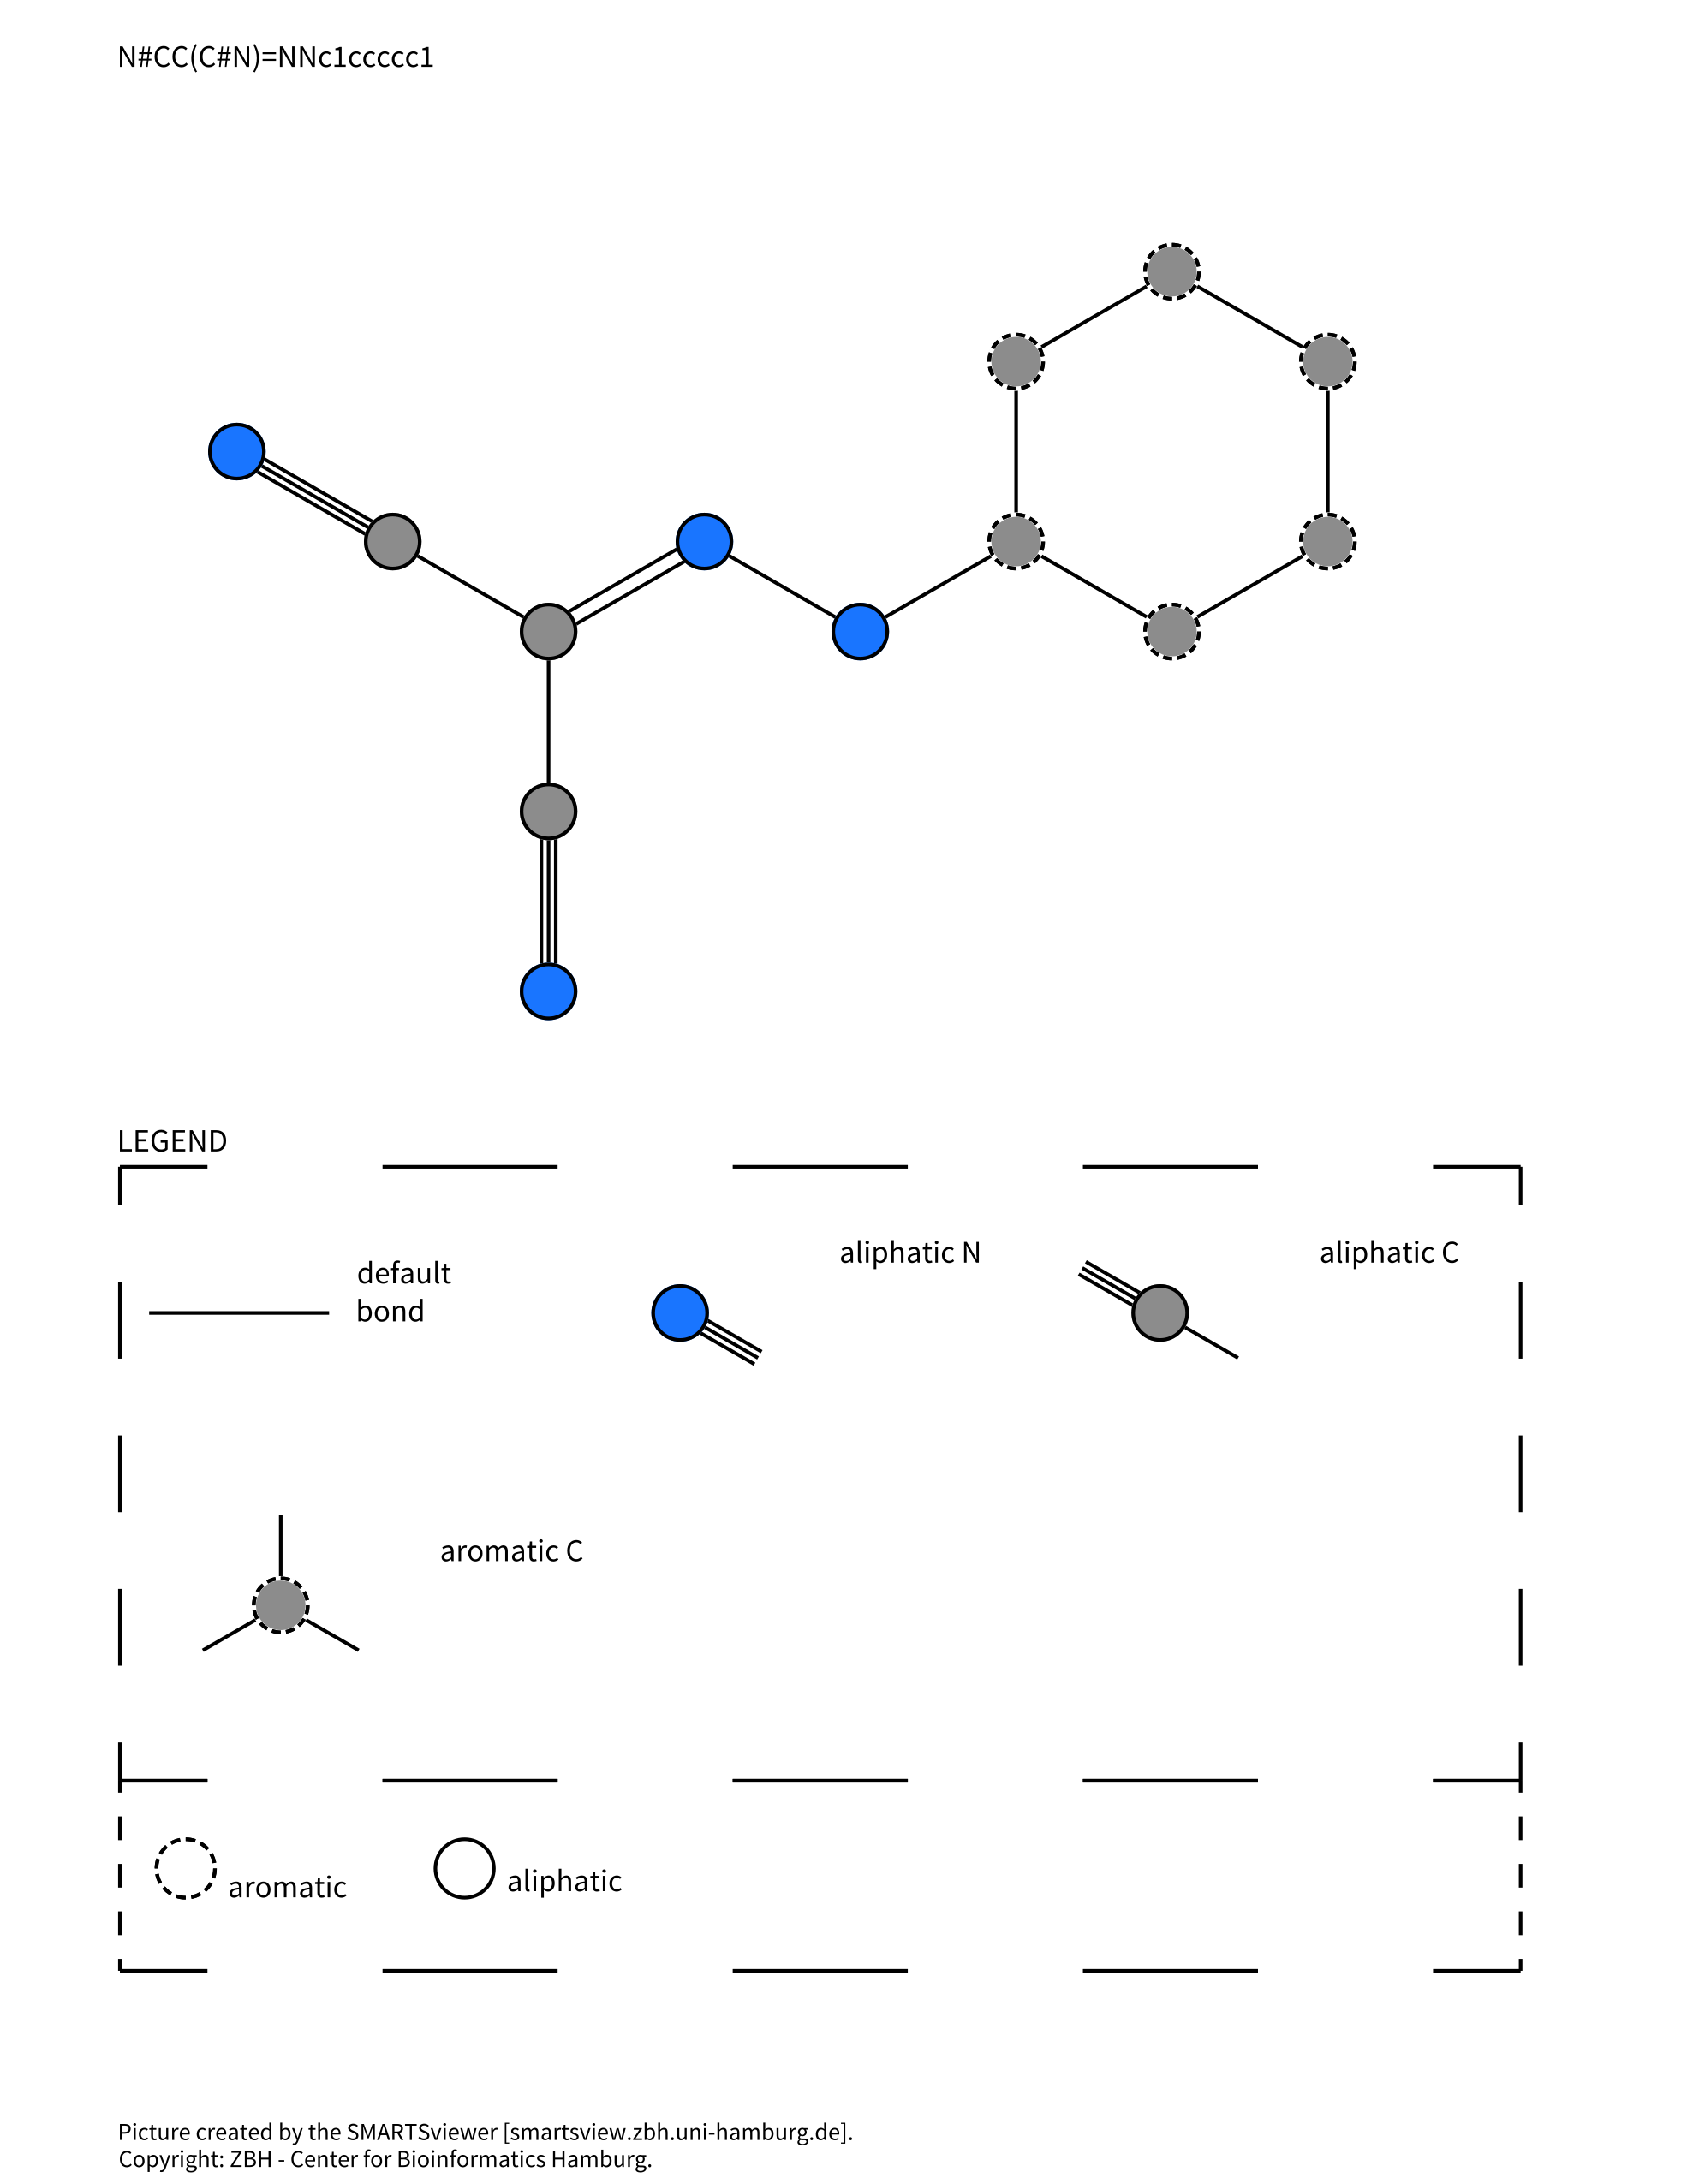 N#CC(C#N)=NNc1ccccc1
LEGEND
default
bond
aliphatic N
aliphatic C
aromatic C
aromatic
aliphatic
Picture created by the SMARTSviewer [smartsview.zbh.uni-hamburg.de].
Copyright: ZBH - Center for Bioinformatics Hamburg.